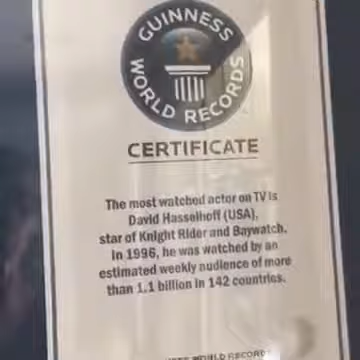 GUINNESS
WORLD RECORDS
CERTIFICATE
The most watched actor on TV is
David Hasselhoff (USA),
star of Knight Rider and Baywatch.
In 1996, he was watched by an
estimated weekly audience of more
than 1.1 billion in 142 countries.
WORLD RECORDS